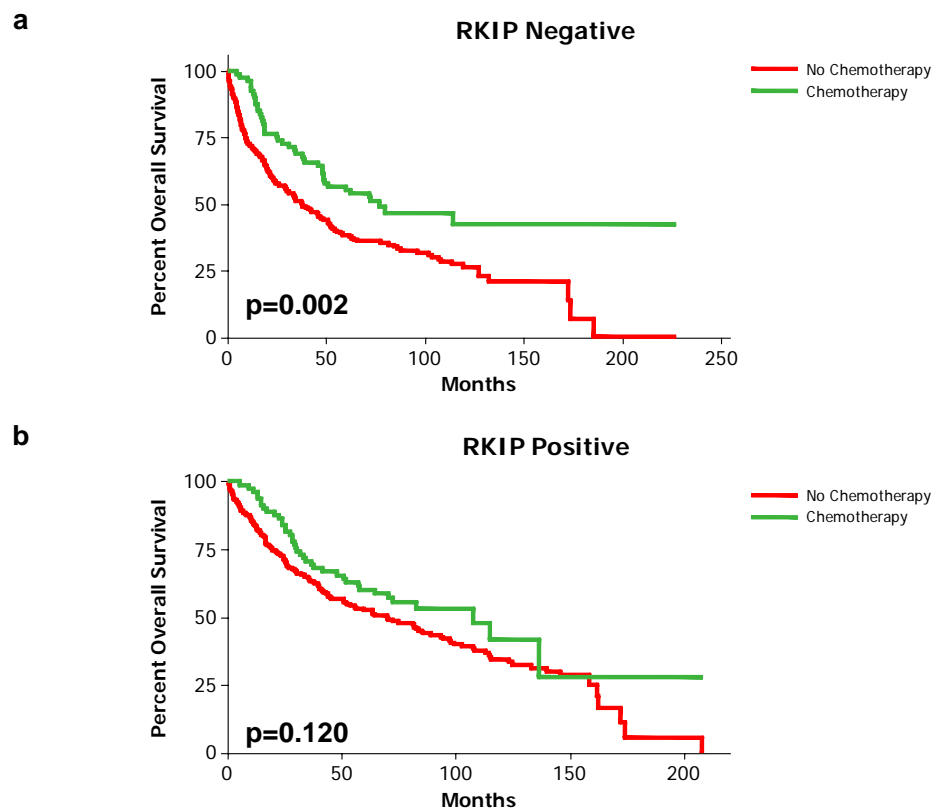 a
RKIP Negative
No Chemotherapy
Chemotherapy
Percent Overall Survival
100
75
50
25
0
p=0.002
0 50 100 150 200 250
Months
b
RKIP Positive
No Chemotherapy
Chemotherapy
Percent Overall Survival
100
75
50
25
0
p=0.120
0 50 100 150 200
Months